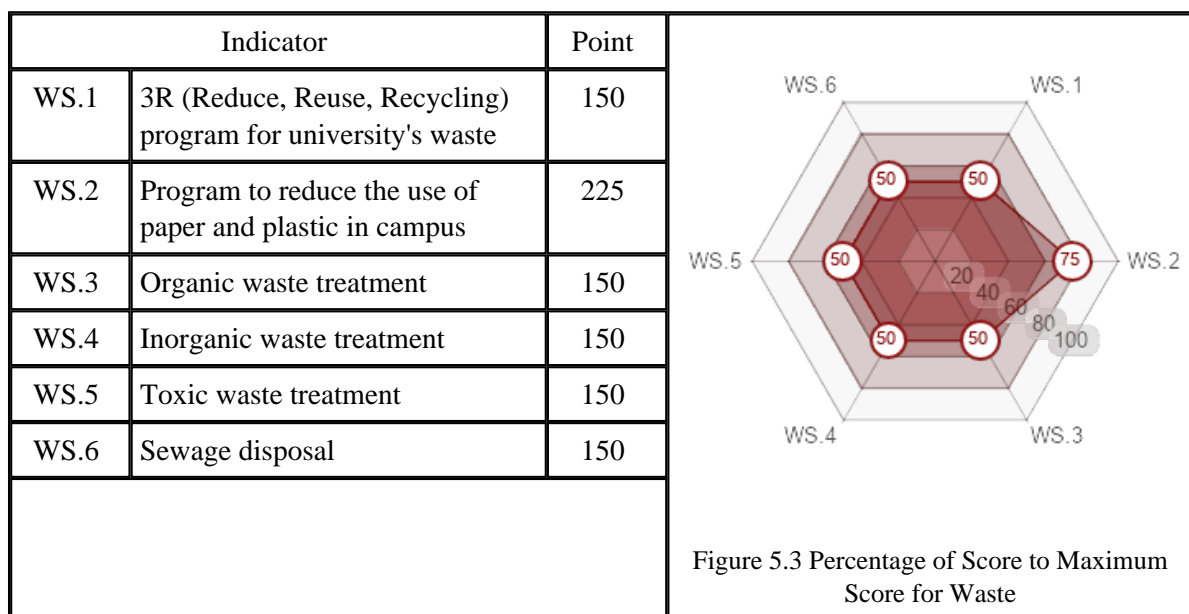 Indicator Point
WS.1 3R (Reduce, Reuse, Recycling) 150
program for university's waste
WS.2 Program to reduce the use of 225
paper and plastic in campus
WS.3 Organic waste treatment 150
WS.4 Inorganic waste treatment 150
WS.5 Toxic waste treatment 150
WS.6 Sewage disposal 150
WS.6 WS.1
50 50
WS.5 50 75 WS.2
20
40
60
80
100
50 50
WS.4 WS.3
Figure 5.3 Percentage of Score to Maximum
Score for Waste